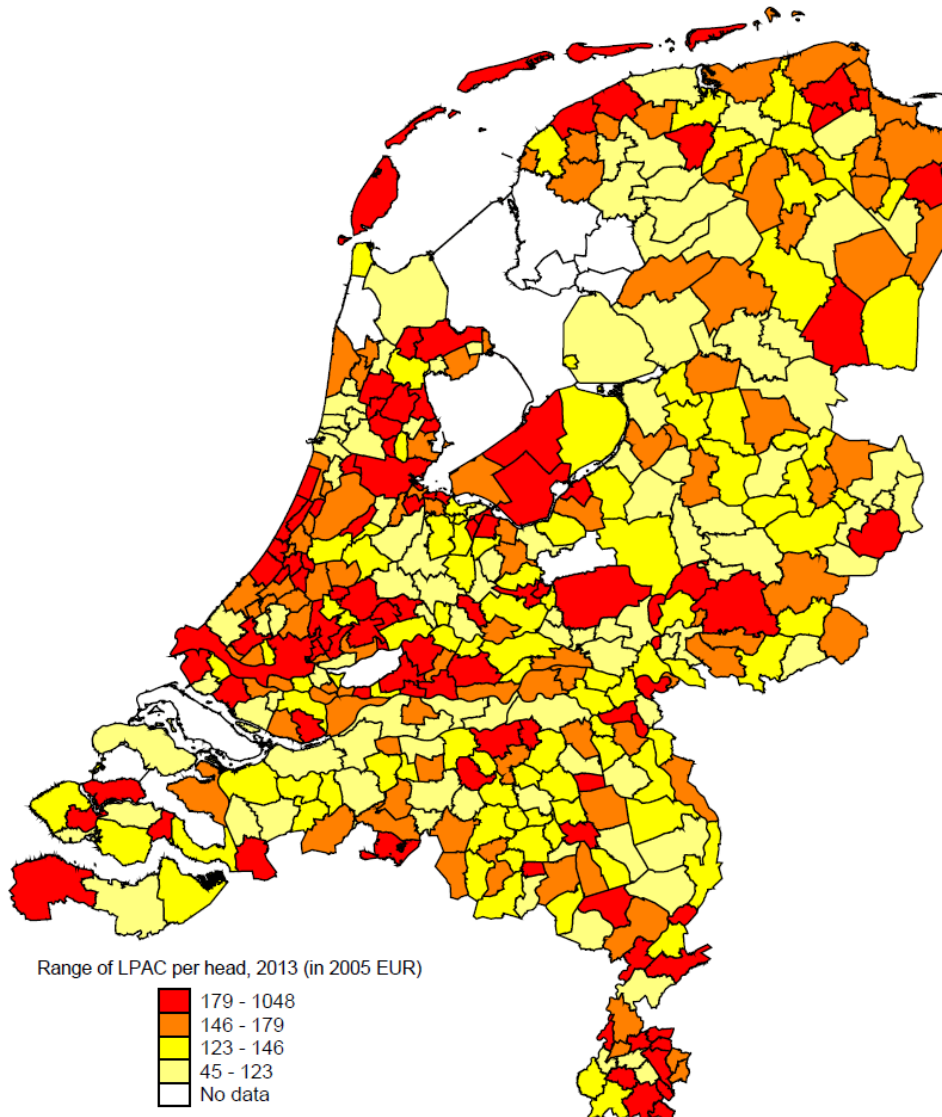 Range of LPAC per head, 2013 (in 2005 EUR)
179 - 1048
146 - 179
123 - 146
45 - 123
No data